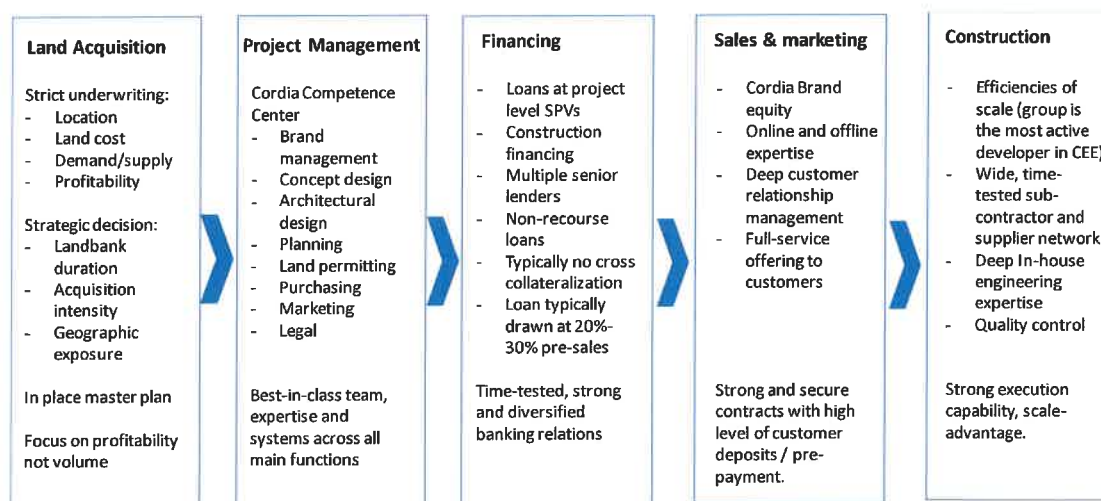 Land Acquisition
Strict underwriting:
- Location
- Land cost
- Demand/supply
- Profitability
Strategic decision:
- Landbank
duration
- Acquisition
intensity
- Geographic
exposure
In place master plan
Focus on profitability
not volume
Project Management
Cordia Competence
Center
- Brand
management
- Concept design
- Architectural
design
- Planning
- Land permitting
- Purchasing
- Marketing
- Legal
Best-in-class team,
expertise and
systems across all
main functions
Financing
- Loans at project
level SPVs
- Construction
financing
- Multiple senior
lenders
- Non-recourse
loans
- Typically no cross
collateralization
- Loan typically
drawn at 20%-
30% pre-sales
Time-tested, strong
and diversified
banking relations
Sales & marketing
- Cordia Brand
equity
- Online and offline
expertise
- Deep customer
relationship
management
- Full-service
offering to
customers
Strong and secure
contracts with high
level of customer
deposits / pre-
payment.
Construction
- Efficiencies of
scale (group is
the most active
developer in CEE)
- Wide, time-
tested sub-
contractor and
supplier network
- Deep In-house
engineering
expertise
- Quality control
Strong execution
capability, scale-
advantage.